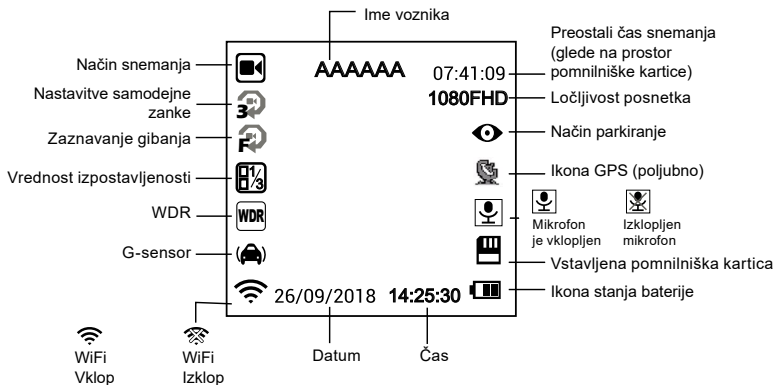 Ime voznika
Način snemanja
Nastavitve samodejne
zanke
Zaznavanje gibanja
Vrednost izpostavljenosti
WDR
G-sensor
AAAAAA
07:41:09
1080FHD
3
F
1/3
WDR
26/09/2018
14:25:30
Preostali čas snemanja
(glede na prostor
pomnilniške kartice)
Ločljivost posnetka
Način parkiranje
Ikona GPS (poljubno)
Mikrofon
je vklopljen
Izklopljen
mikrofon
Vstavljena pomnilniška kartica
Ikona stanja baterije
WiFi
Vklop
WiFi
Izklop
Datum
Čas